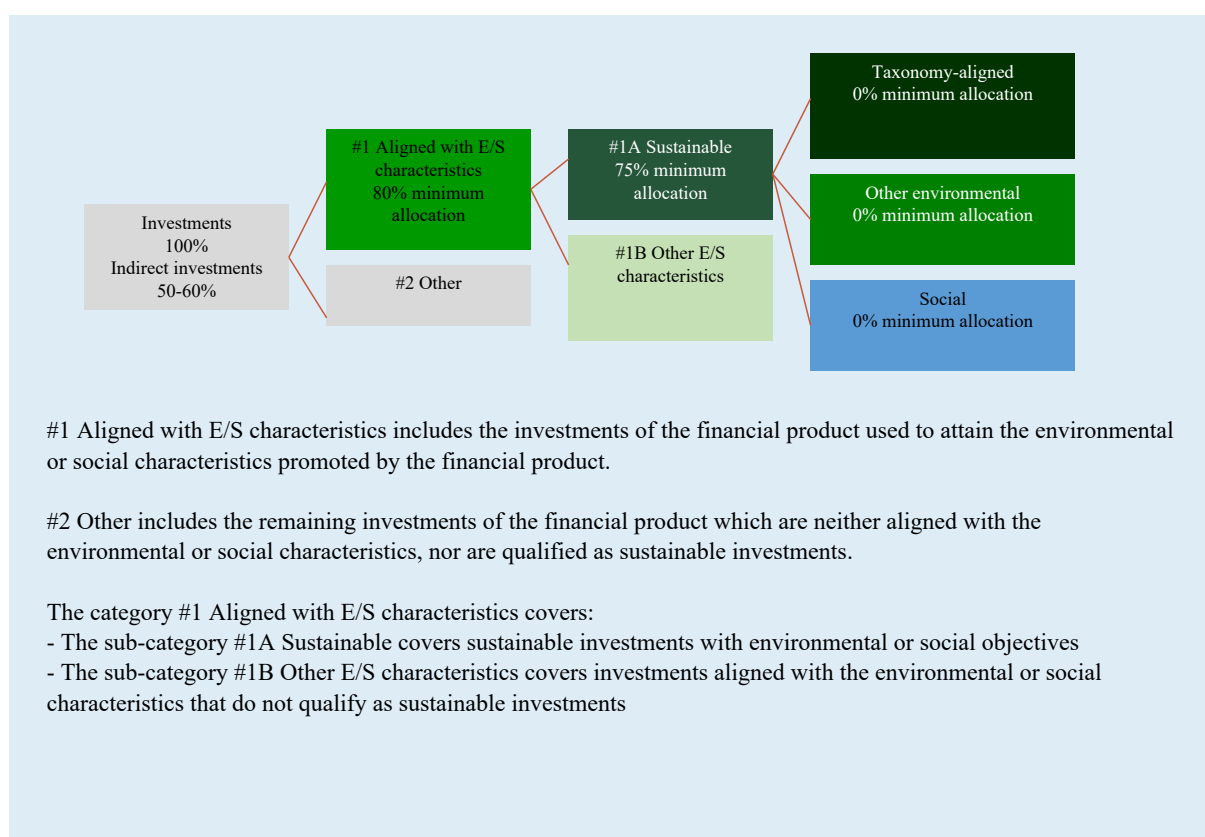 Investments
100%
Indirect investments
50-60%
#1 Aligned with E/S
characteristics
80% minimum
allocation
#2 Other
#1A Sustainable
75% minimum
allocation
#1B Other E/S
characteristics
Taxonomy-aligned
0% minimum allocation
Other environmental
0% minimum allocation
Social
0% minimum allocation
#1 Aligned with E/S characteristics includes the investments of the financial product used to attain the environmental
or social characteristics promoted by the financial product.
#2 Other includes the remaining investments of the financial product which are neither aligned with the
environmental or social characteristics, nor are qualified as sustainable investments.
The category #1 Aligned with E/S characteristics covers:
- The sub-category #1A Sustainable covers sustainable investments with environmental or social objectives
- The sub-category #1B Other E/S characteristics covers investments aligned with the environmental or social
characteristics that do not qualify as sustainable investments